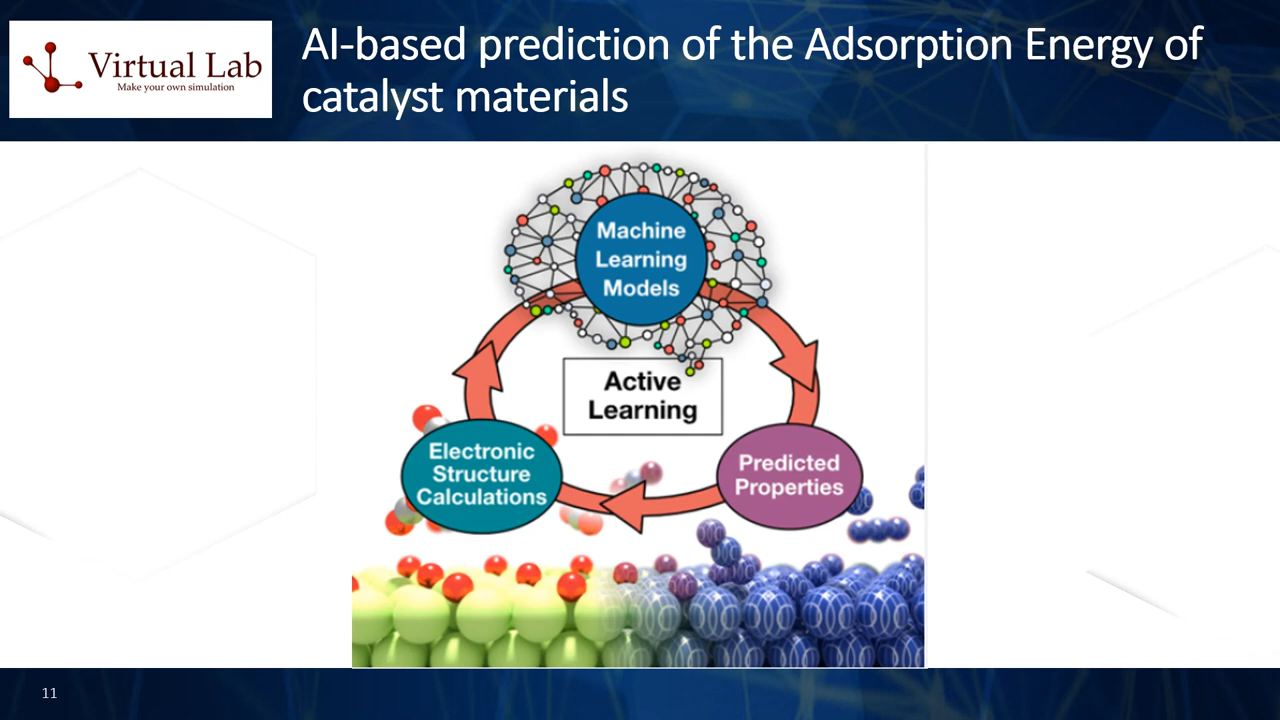 Virtual Lab
Make your own simulation
AI-based prediction of the Adsorption Energy of
catalyst materials
Machine
Learning
Models
Active
Learning
Electronic
Structure
Calculations
Predicted
Properties
11